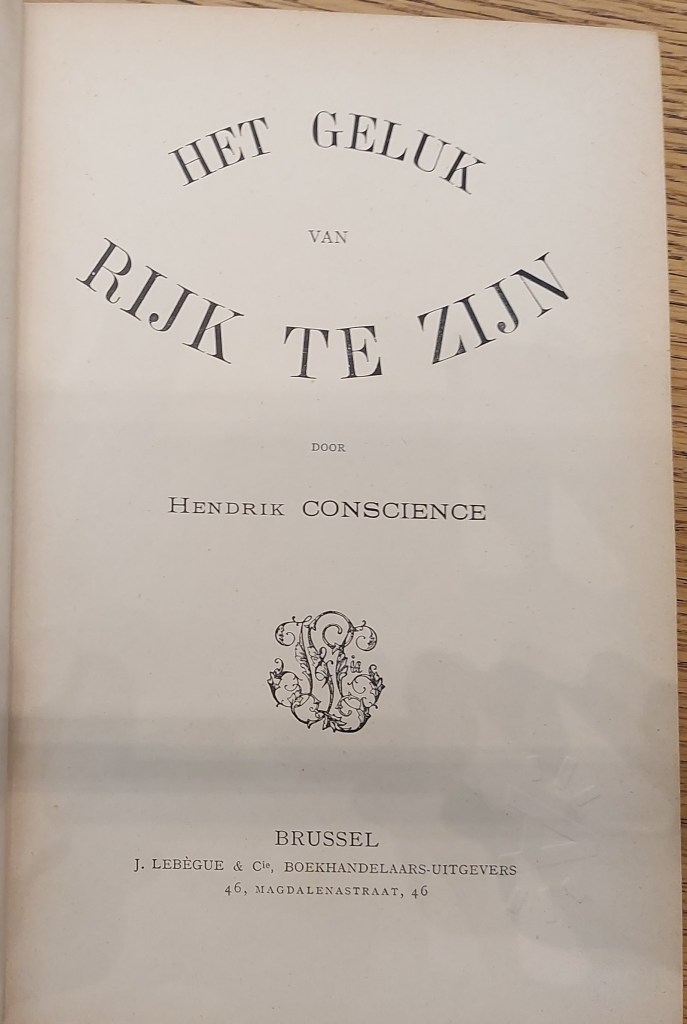 HET GELUK
VAN
RIJK TE ZIJN
DOOR
HENDRIK CONSCIENCE
BRUSSEL
J. LEBÈGUE & Cie, BOEKHANDELAARS-UITGEVERS
46, MAGDALENASTRAAT, 46